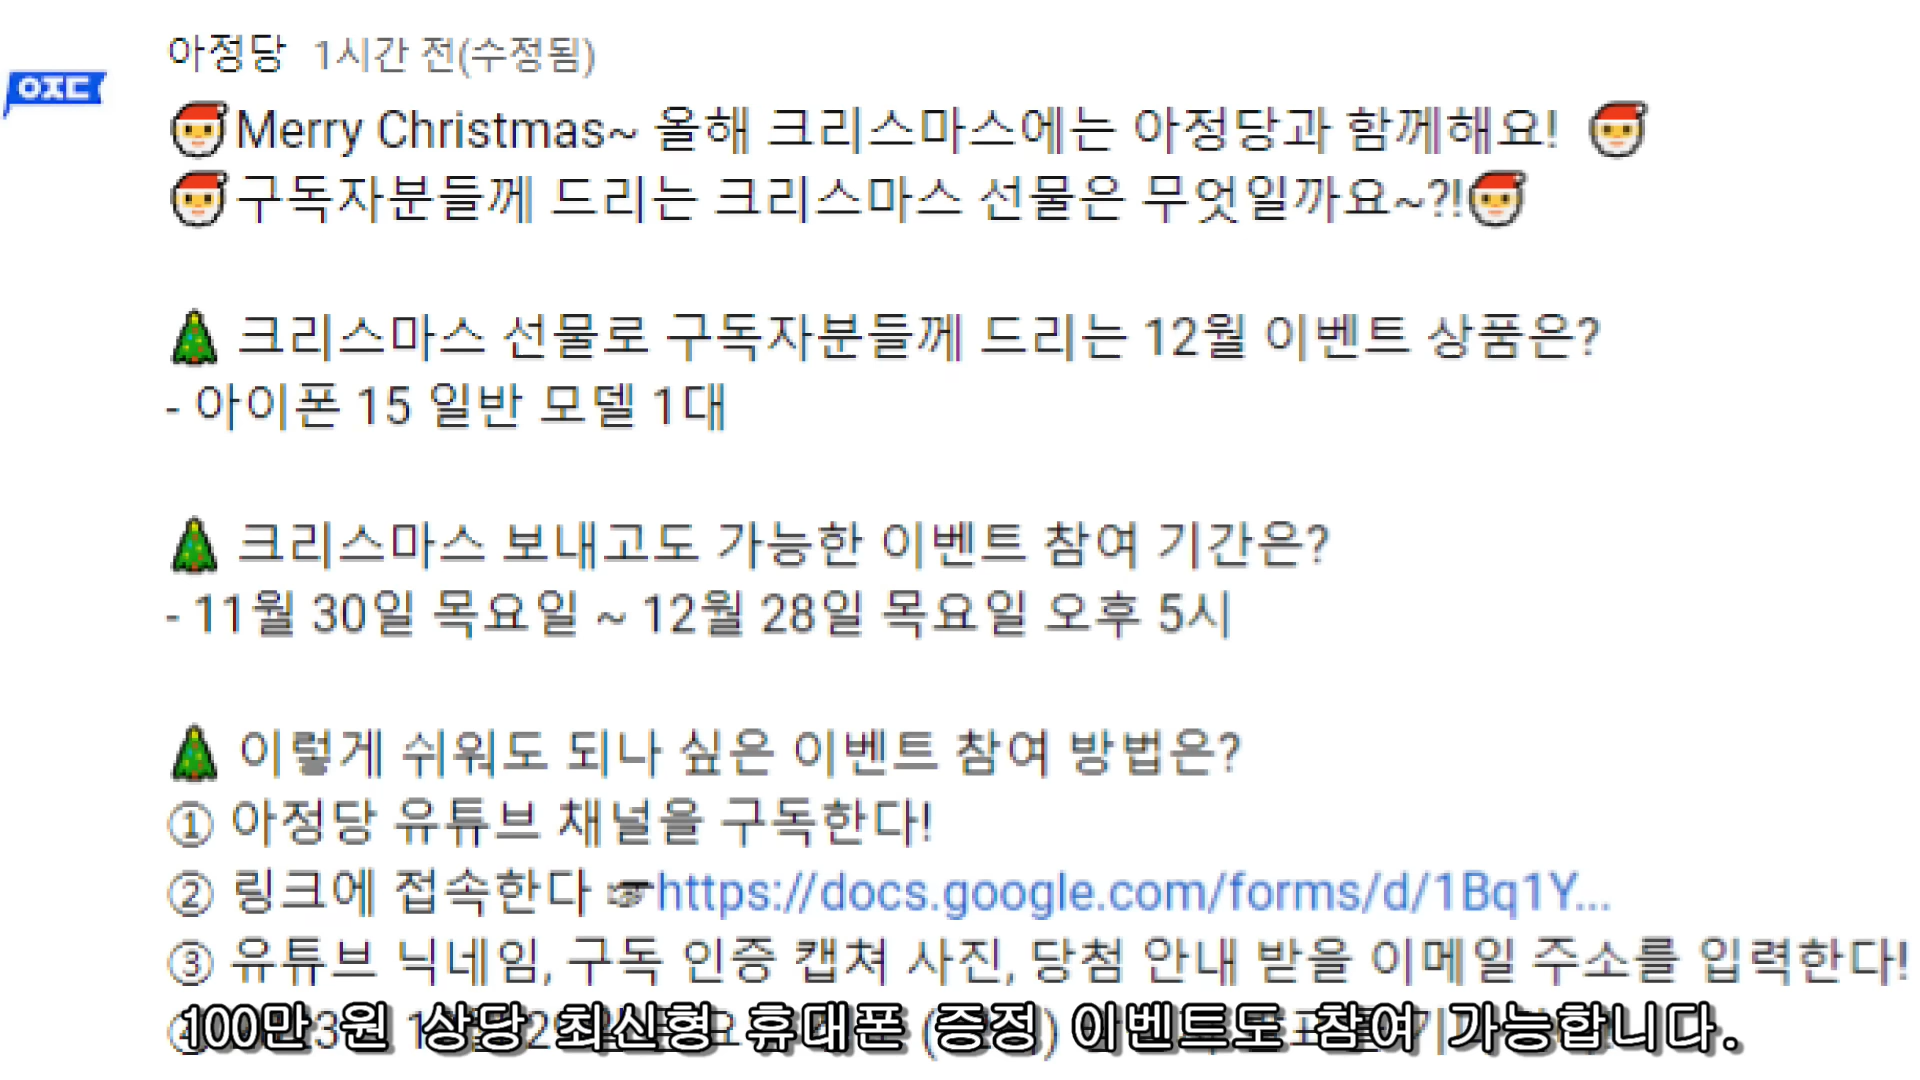 아정당 1시간 전(수정됨)
ㅇㅈㄷ
🎅Merry Christmas~ 올해 크리스마스에는 아정당과 함께해요! 🎅
🎅구독자분들께 드리는 크리스마스 선물은 무엇일까요~?!🎅
🎄 크리스마스 선물로 구독자분들께 드리는 12월 이벤트 상품은?
- 아이폰 15 일반 모델 1대
🎄 크리스마스 보내고도 가능한 이벤트 참여 기간은?
- 11월 30일 목요일 ~ 12월 28일 목요일 오후 5시
🎄 이렇게 쉬워도 되나 싶은 이벤트 참여 방법은?
① 아정당 유튜브 채널을 구독한다!
② 링크에 접속한다 ☞https://docs.google.com/forms/d/1Bq1Y...
③ 유튜브 닉네임, 구독 인증 캡쳐 사진, 당첨 안내 받을 이메일 주소를 입력한다!
100만 원 상당 최신형 휴대폰 (증정) 이벤트도 참여 가능합니다.